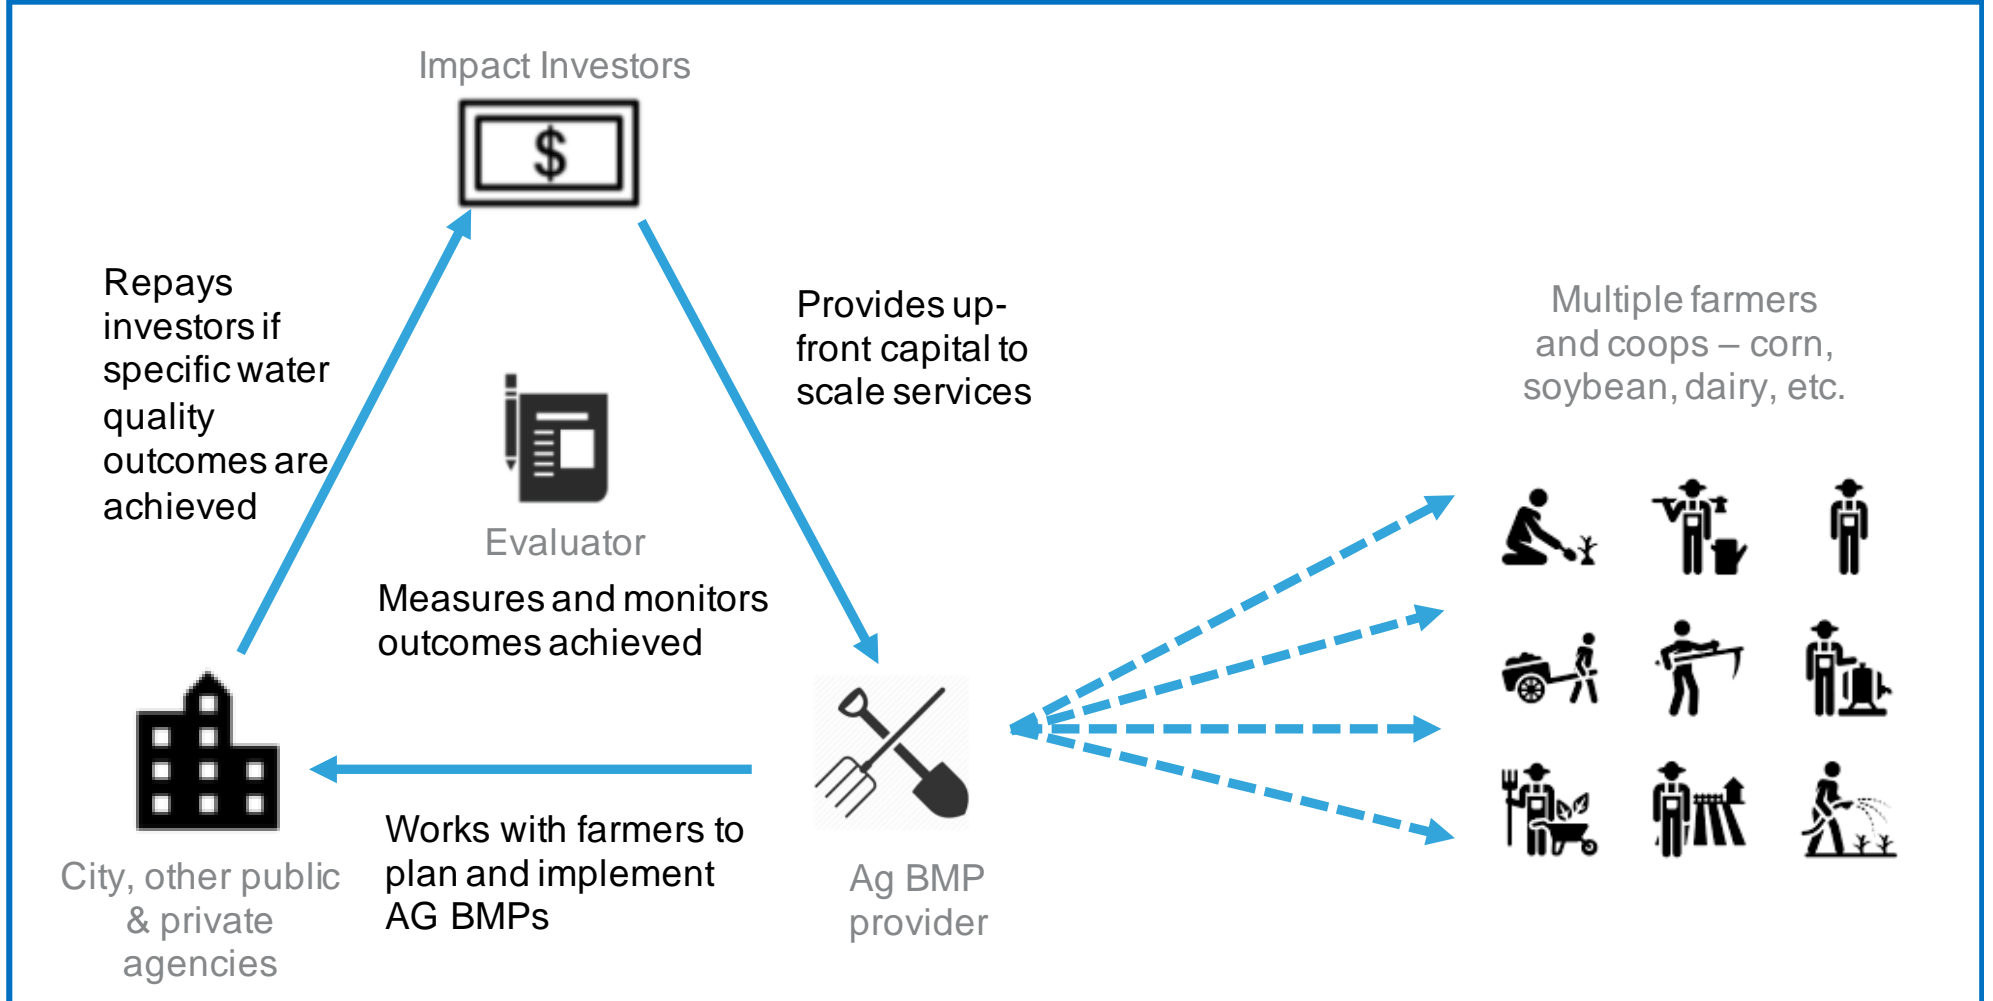 Impact Investors
$
Repays
investors if
specific water
quality
outcomes are
achieved
Provides up-
front capital to
scale services
Multiple farmers
and coops – corn,
soybean, dairy, etc.
Evaluator
Measures and monitors
outcomes achieved
City, other public
& private
agencies
Works with farmers to
plan and implement
AG BMPs
Ag BMP
provider